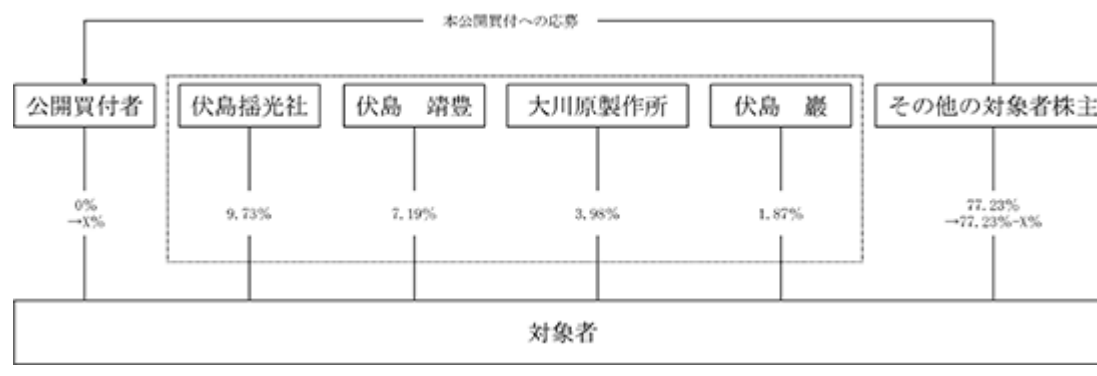 本公開買付への応募
公開買付者
伏島揺光社
伏島　靖豊
大川原製作所
伏島　巖
その他の対象者株主
0%
→X%
9.73%
7.19%
3.98%
1.87%
77.23%
→77.23%-X%
対象者